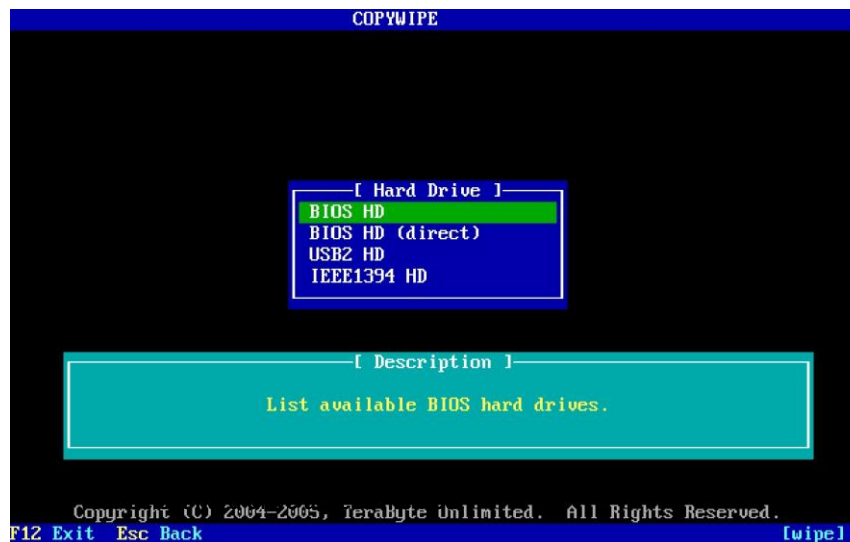 COPYWIPE
[ Hard Drive ]
BIOS HD
BIOS HD (direct)
USB2 HD
IEEE1394 HD
[ Description ]
List available BIOS hard drives.
Copyright (C) 2004-2005, TeraByte Unlimited.  All Rights Reserved.
F12 Exit  Esc Back [wipe]